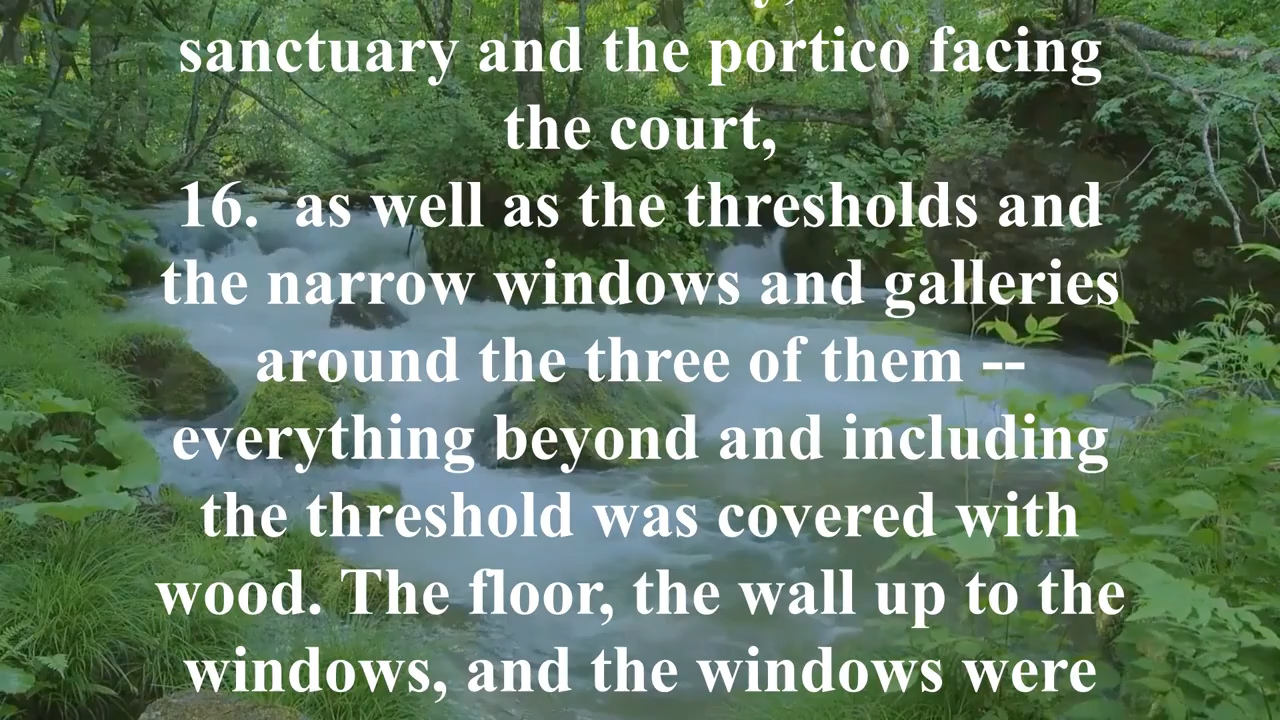 sanctuary and the portico facing
the court,
16. as well as the thresholds and
the narrow windows and galleries
around the three of them --
everything beyond and including
the threshold was covered with
wood. The floor, the wall up to the
windows, and the windows were